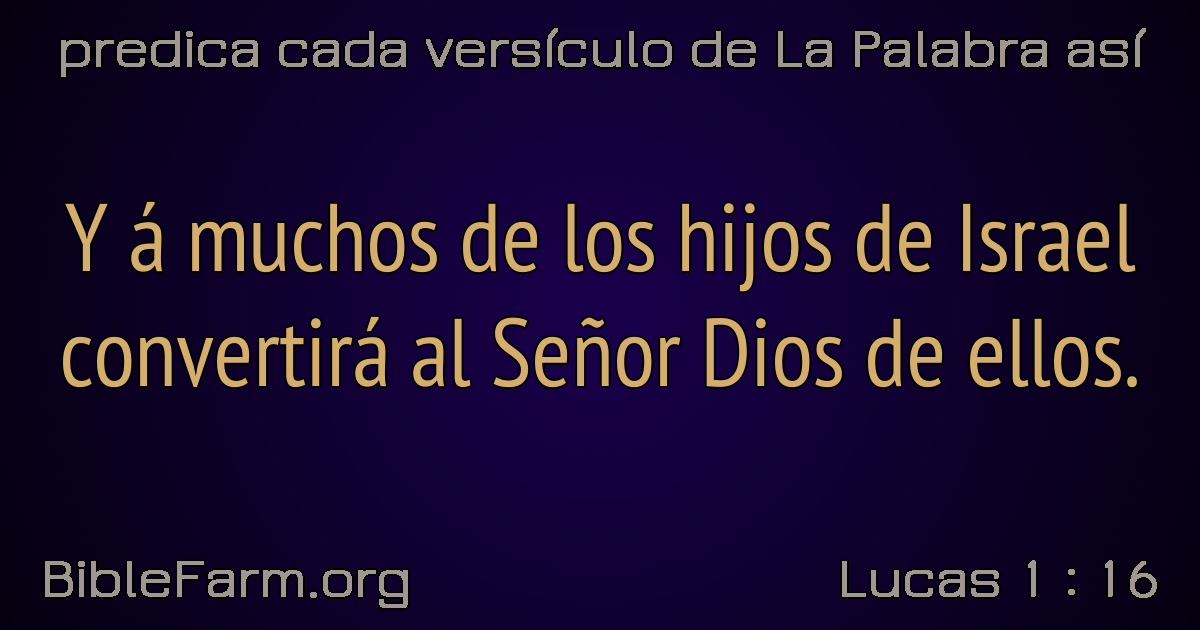 predica cada versículo de La Palabra así
Y á muchos de los hijos de Israel
convertirá al Señor Dios de ellos.
BibleFarm.org
Lucas 1 : 16